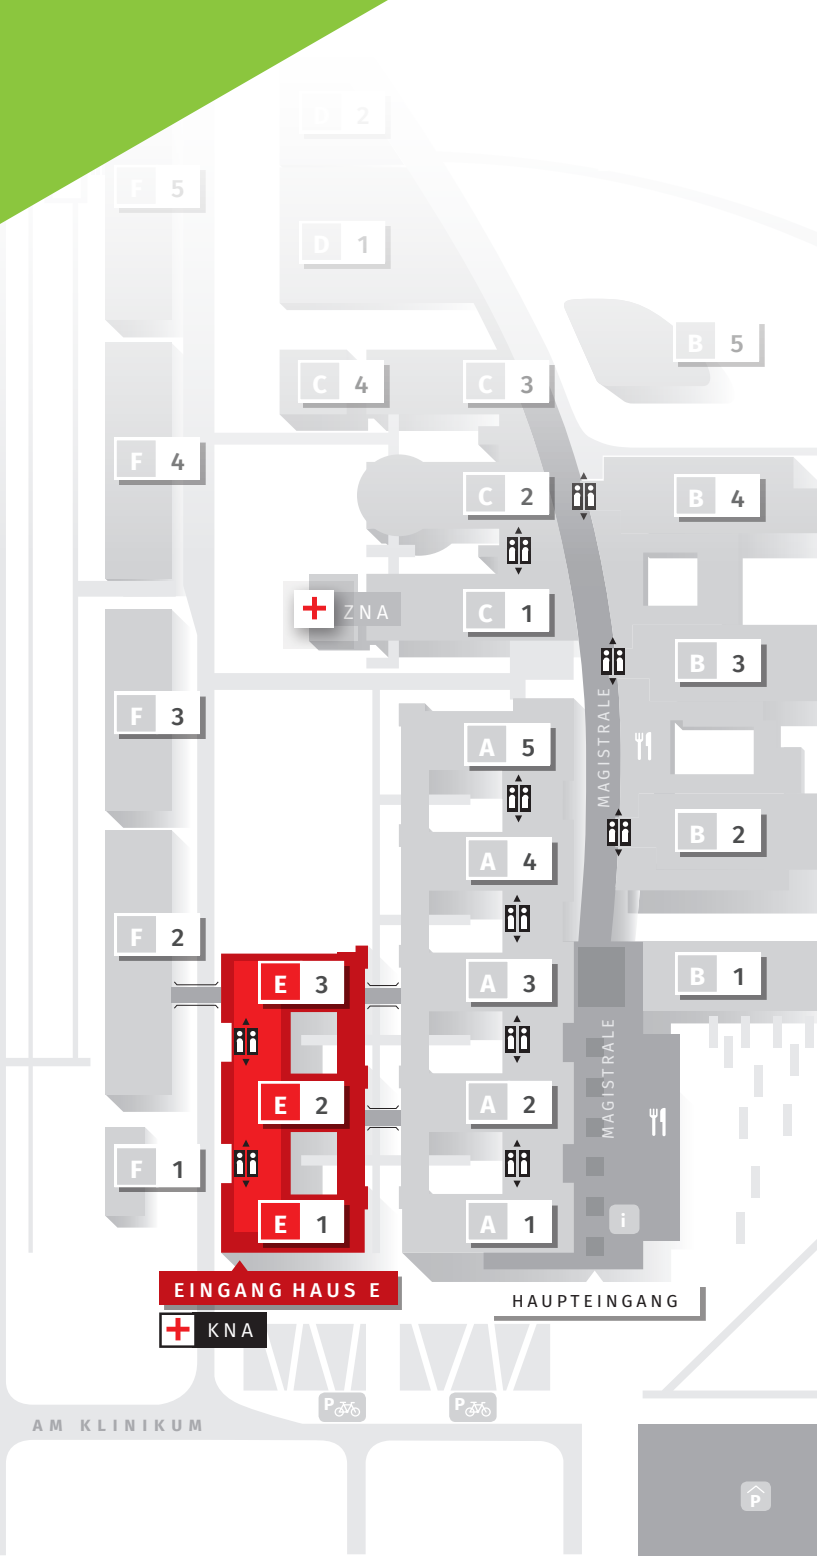 D 2
F 5
D 1
B 5
C 4
C 3
F 4
C 2
B 4
ZNA
C 1
B 3
F 3
MAGISTRALE
A 5
B 2
A 4
F 2
E 3
A 3
B 1
MAGISTRALE
E 2
A 2
F 1
E 1
A 1
i
EINGANG HAUS E
HAUPTEINGANG
KNA
P
P
AM KLINIKUM
P